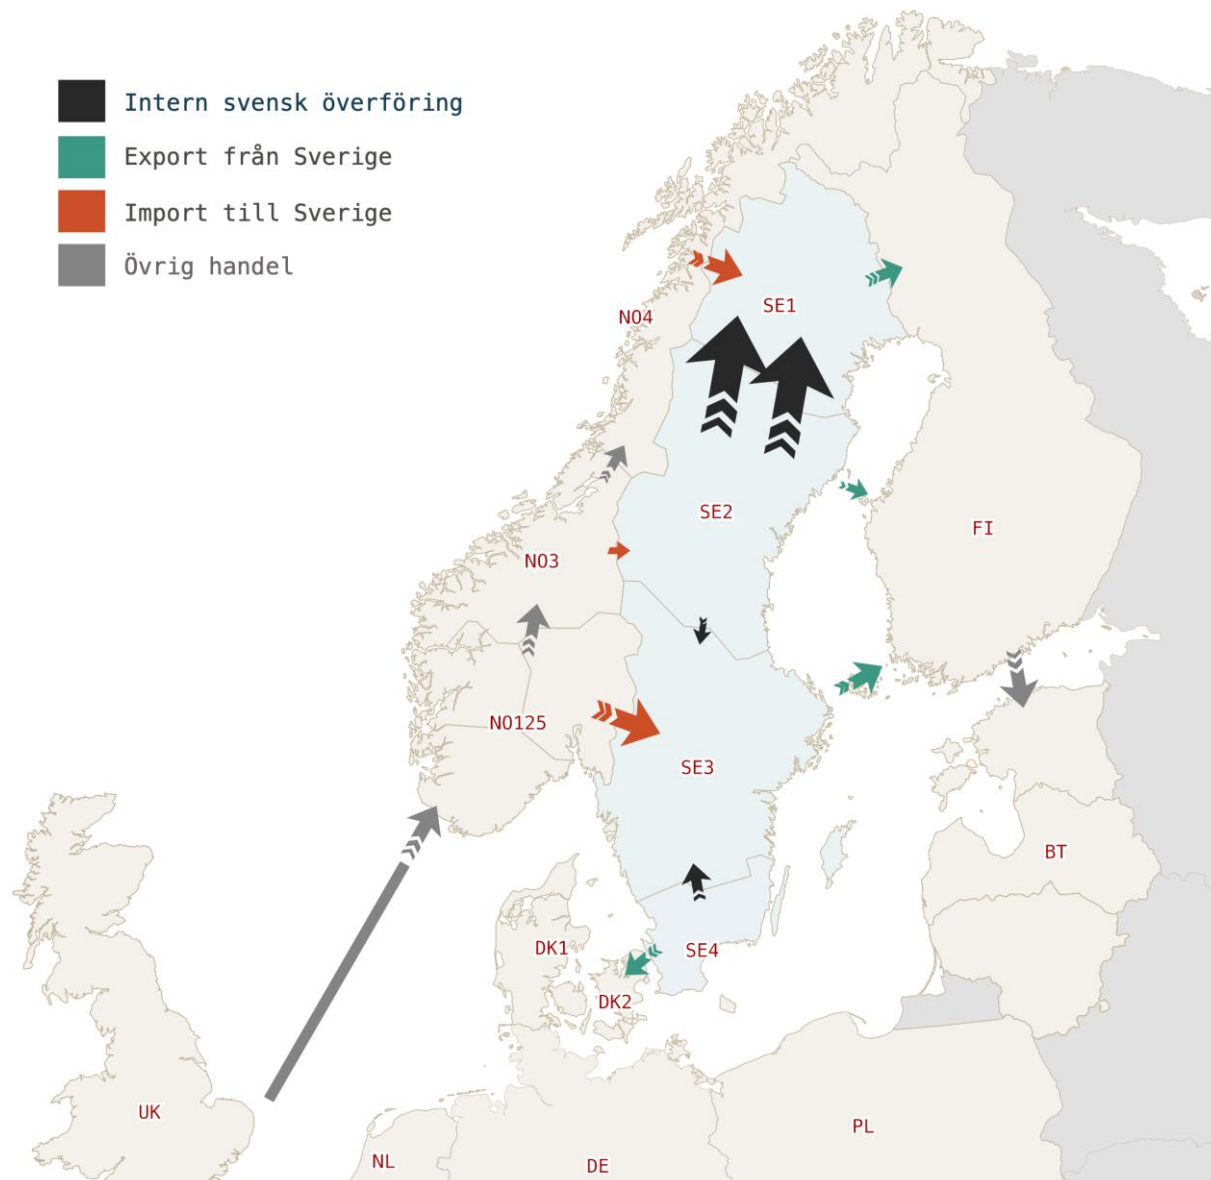 Intern svensk överföring
Export från Sverige
Import till Sverige
Övrig handel
NO4
SE1
SE2
FI
NO3
NO125
SE3
BT
DK1
SE4
DK2
UK
PL
NL
DE